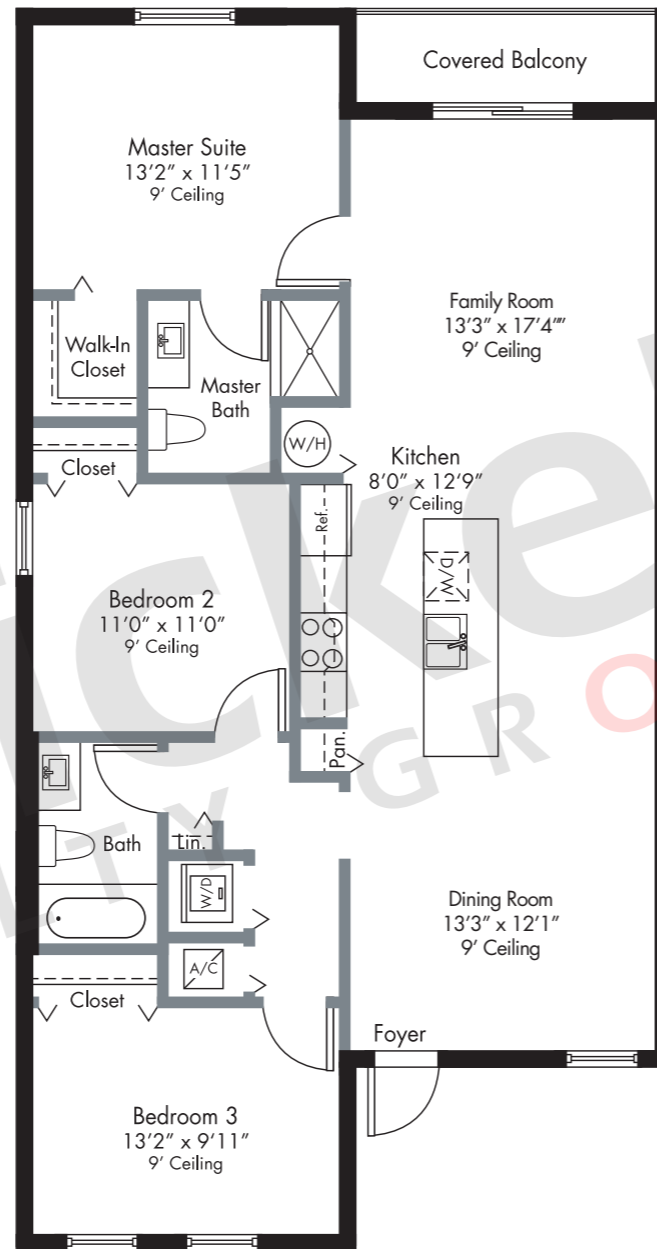 Covered Balcony
Master Suite
13'2" x 11'5"
9' Ceiling
Family Room
13'3" x 17'4""
9' Ceiling
Walk-In
Closet
Master
Bath
W/H
Closet
Kitchen
8'0" x 12'9"
9' Ceiling
Ref.
D/W
Bedroom 2
11'0" x 11'0"
9' Ceiling
Pan.
Bath
Lin.
W/D
A/C
Dining Room
13'3" x 12'1"
9' Ceiling
Closet
Foyer
Bedroom 3
13'2" x 9'11"
9' Ceiling
icke
LTY GRO